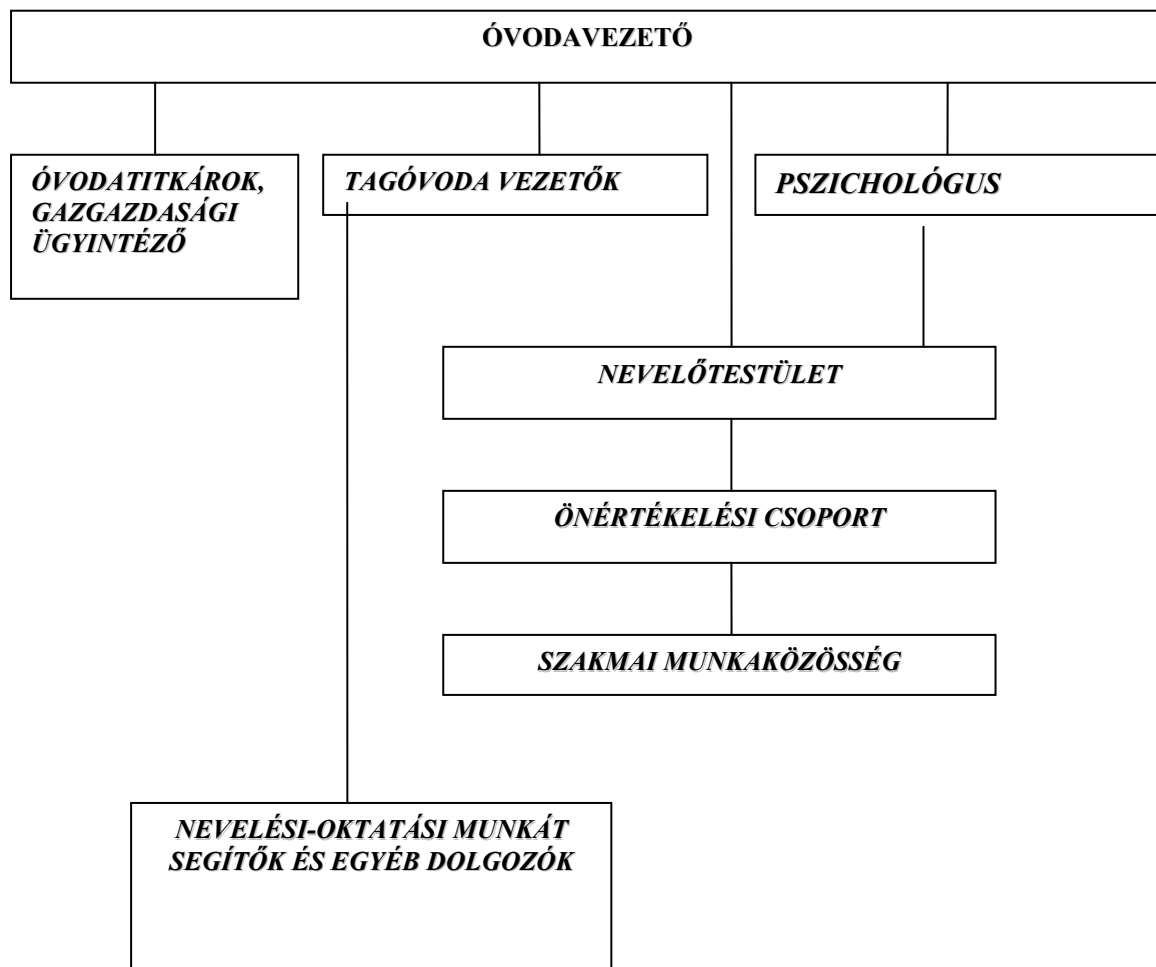 ÓVODAVEZETŐ
ÓVODATITKÁROK,
GAZGAZDASÁGI
ÜGYINTÉZŐ
TAGÓVODA VEZETŐK
PSZICHOLÓGUS
NEVELŐTESTÜLET
ÖNÉRTÉKELÉSI CSOPORT
SZAKMAI MUNKAKÖZÖSSÉG
NEVELÉSI-OKTATÁSI MUNKÁT
SEGÍTŐK ÉS EGYÉB DOLGOZÓK